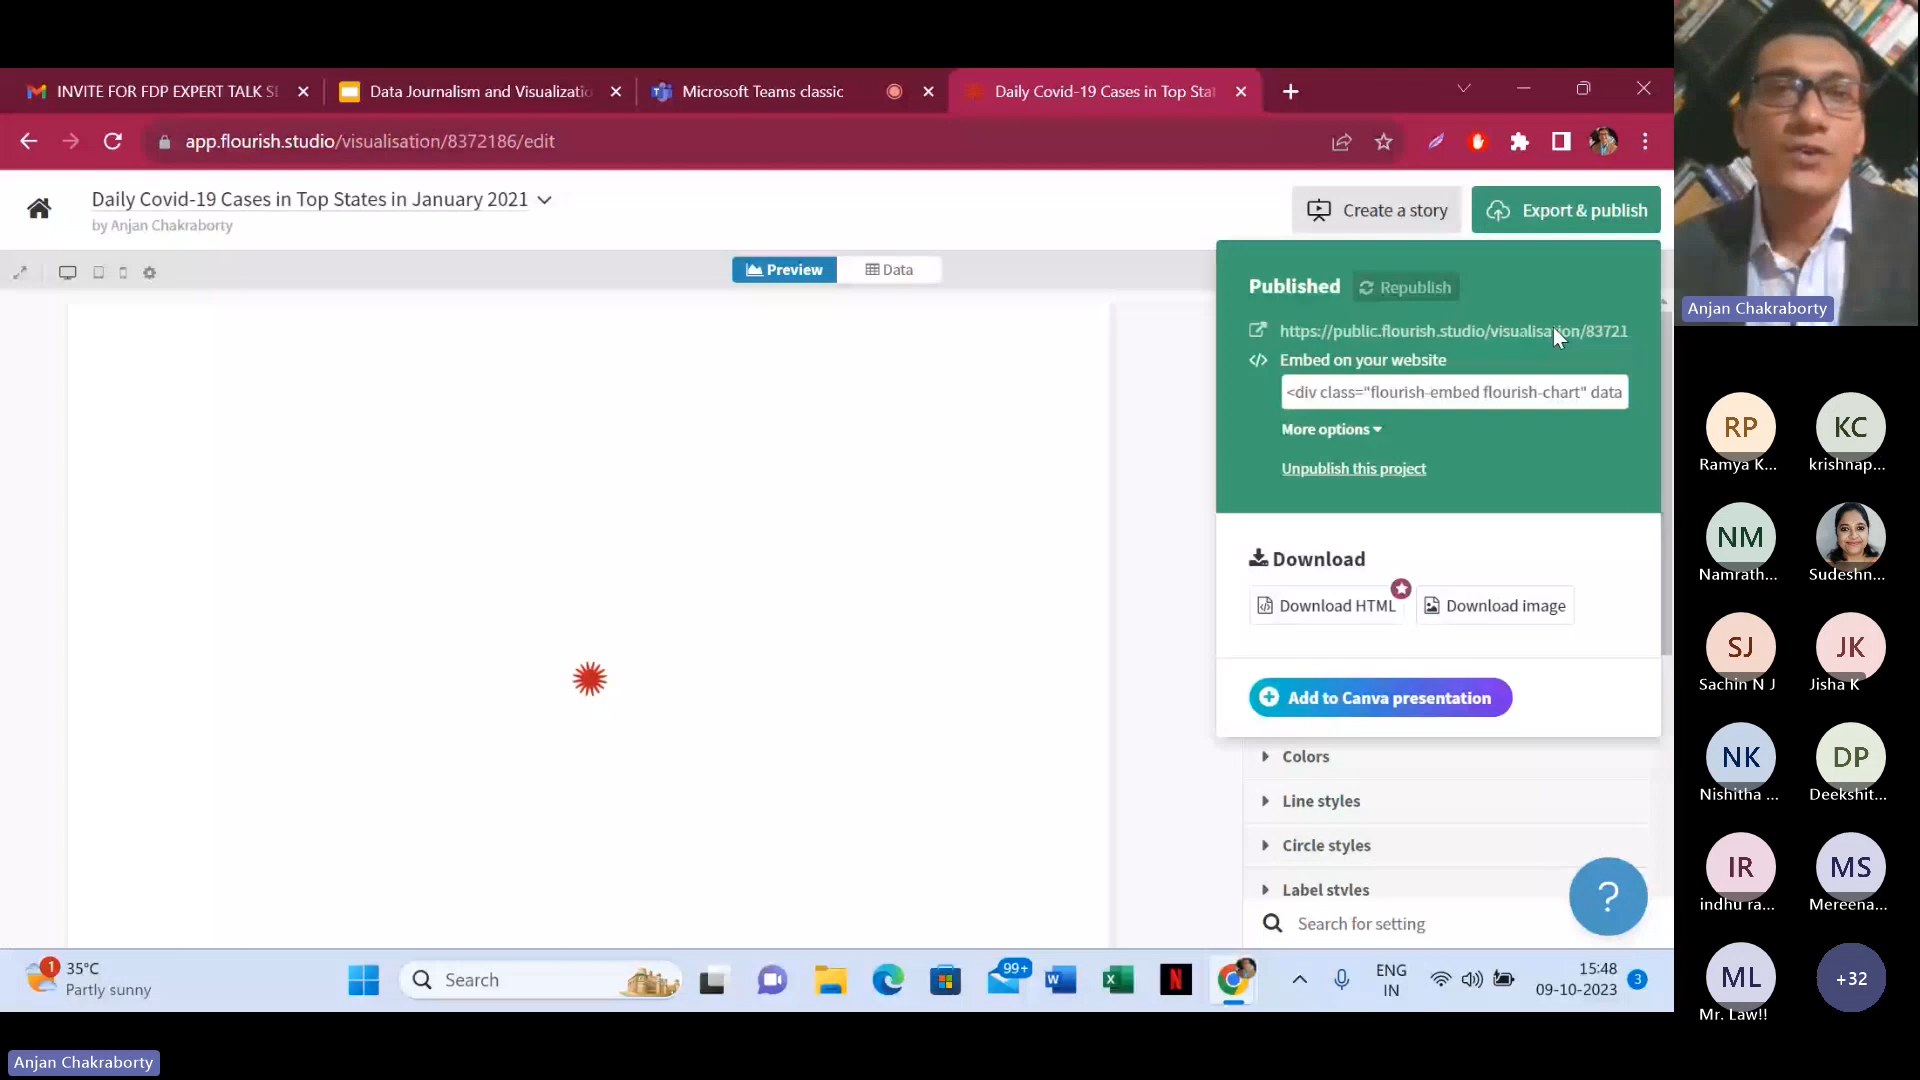 INVITE FOR FDP EXPERT TALK S
Data Journalism and Visualizatio
Microsoft Teams classic
Daily Covid-19 Cases in Top Sta
app.flourish.studio/visualisation/8372186/edit
Daily Covid-19 Cases in Top States in January 2021
by Anjan Chakraborty
Create a story
Export & publish
Preview
Data
Published
Republish
https://public.flourish.studio/visualisation/83721
</> Embed on your website
<div class="flourish-embed flourish-chart" data
More options
Unpublish this project
Download
Download HTML
Download image
Add to Canva presentation
Colors
Line styles
Circle styles
Label styles
Search for setting
?
1
35°C
Partly sunny
Search
99+
ENG
IN
15:48
09-10-2023
3
Anjan Chakraborty
RP
Ramya K...
KC
krishnap...
NM
Namrath...
Sudeshn...
SJ
Sachin N J
JK
Jisha K
NK
Nishitha ...
DP
Deekshit...
IR
indhu ra...
MS
Mereena...
ML
Mr. Law!!
+32
Anjan Chakraborty